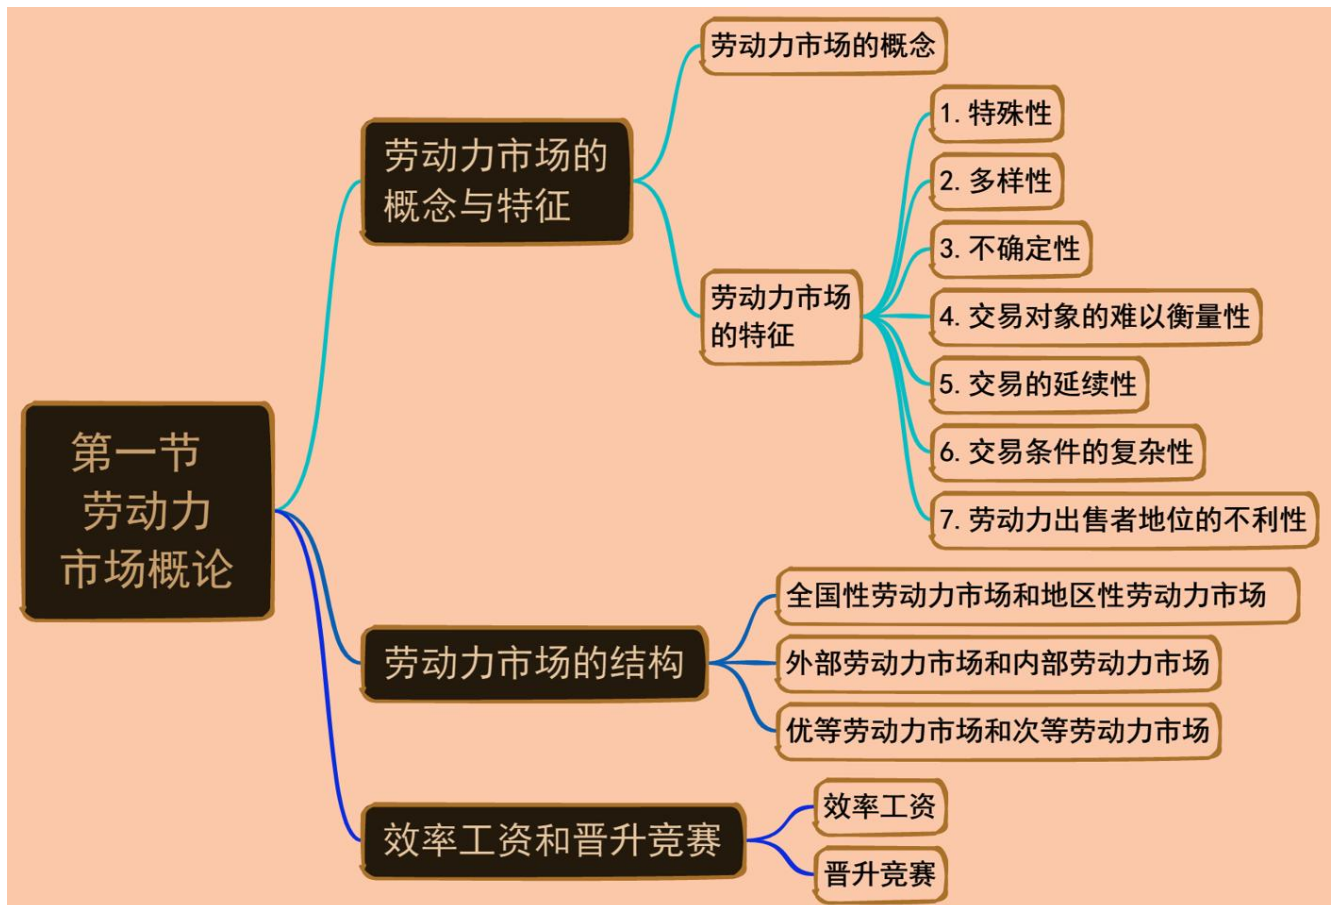 第一节
劳动力
市场概论
劳动力市场的
概念与特征
劳动力市场的概念
劳动力市场
的特征
1.特殊性
2.多样性
3.不确定性
4.交易对象的难以衡量性
5.交易的延续性
6.交易条件的复杂性
7.劳动力出售者地位的不利性
劳动力市场的结构
全国性劳动力市场和地区性劳动力市场
外部劳动力市场和内部劳动力市场
优等劳动力市场和次等劳动力市场
效率工资和晋升竞赛
效率工资
晋升竞赛